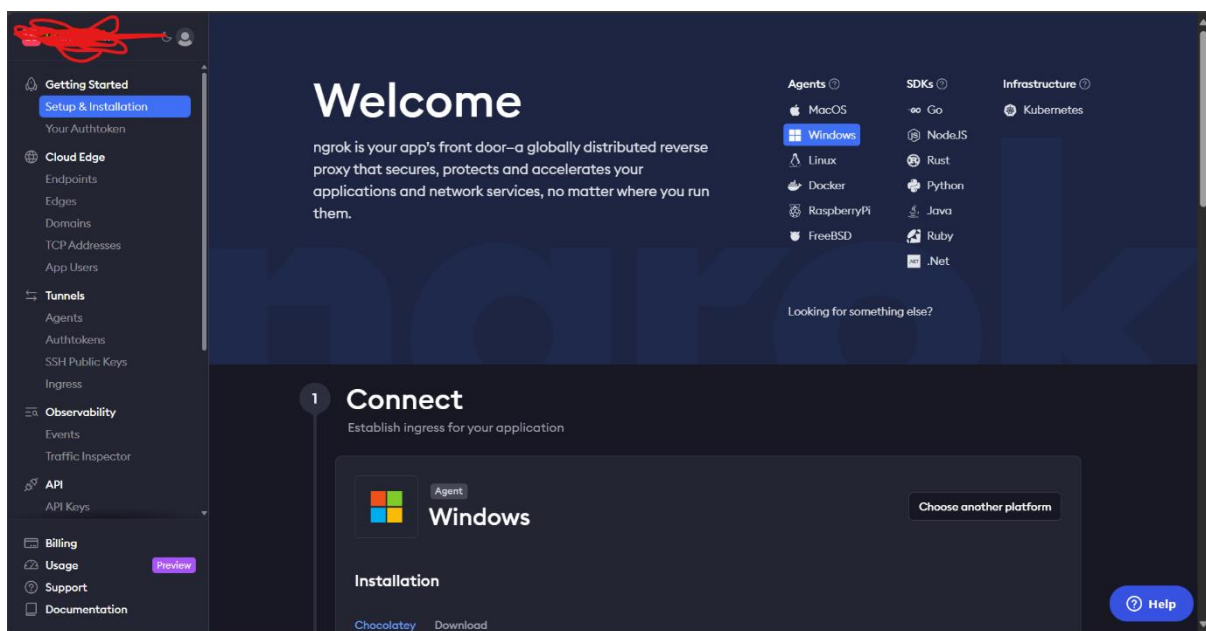 Getting Started
Setup & Installation
Your Authtoken
Cloud Edge
Endpoints
Edges
Domains
TCP Addresses
App Users
Tunnels
Agents
Authtokens
SSH Public Keys
Ingress
Observability
Events
Traffic Inspector
API
API Keys
Billing
Usage
Preview
Support
Documentation
Welcome
ngrok is your app's front door—a globally distributed reverse
proxy that secures, protects and accelerates your
applications and network services, no matter where you run
them.
Agents
MacOS
Windows
Linux
Docker
RaspberryPi
FreeBSD
SDKs
Go
NodeJS
Rust
Python
Java
Ruby
.Net
Infrastructure
Kubernetes
Looking for something else?
ngrok
1
Connect
Establish ingress for your application
Agent
Windows
Choose another platform
Installation
Chocolatey
Download
Help